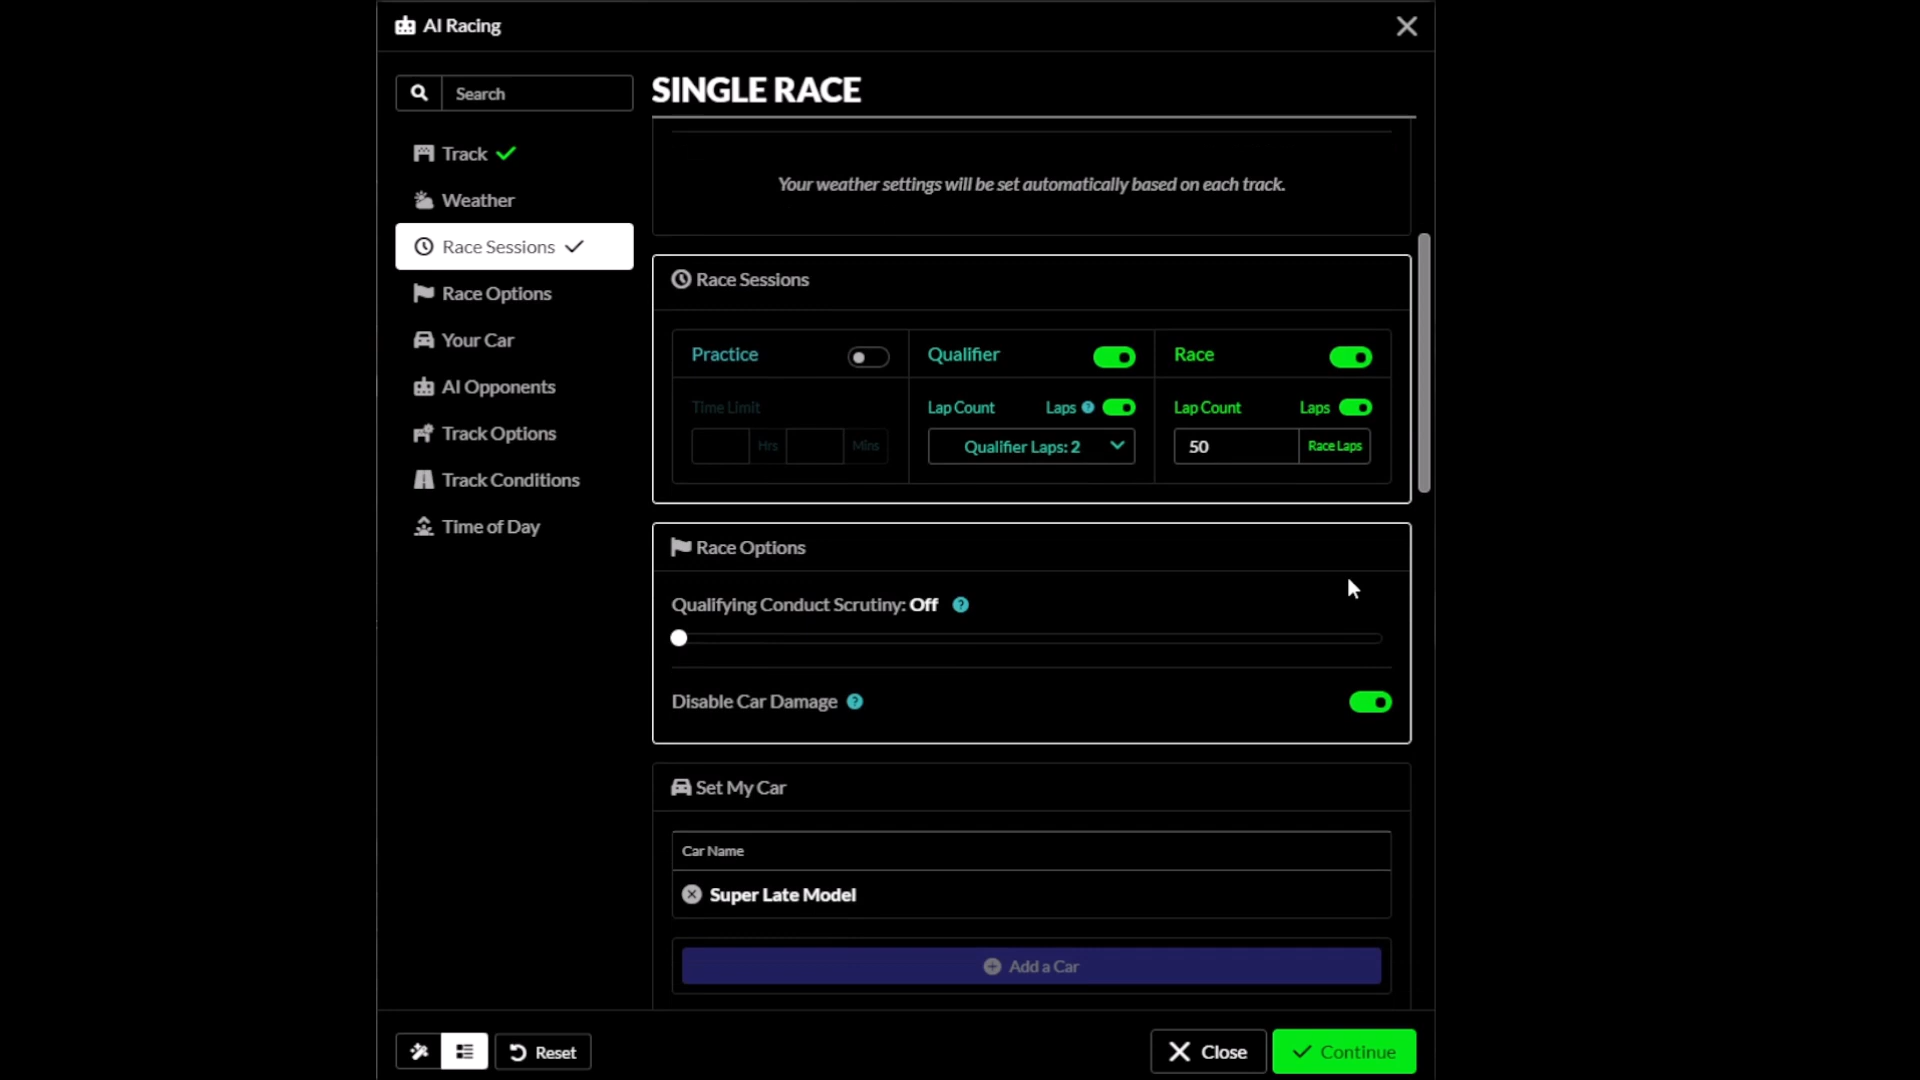 AI Racing
Search
SINGLE RACE
Track
Weather
Race Sessions
Race Options
Your Car
AI Opponents
Track Options
Track Conditions
Time of Day
Your weather settings will be set automatically based on each track.
Race Sessions
Practice
Qualifier
Race
Time Limit
Lap Count Laps ?
Lap Count Laps
Hrs Mins
Qualifier Laps: 2
50 Race Laps
Race Options
Qualifying Conduct Scrutiny: Off ?
Disable Car Damage ?
Set My Car
Car Name
Super Late Model
Add a Car
Reset
Close
Continue